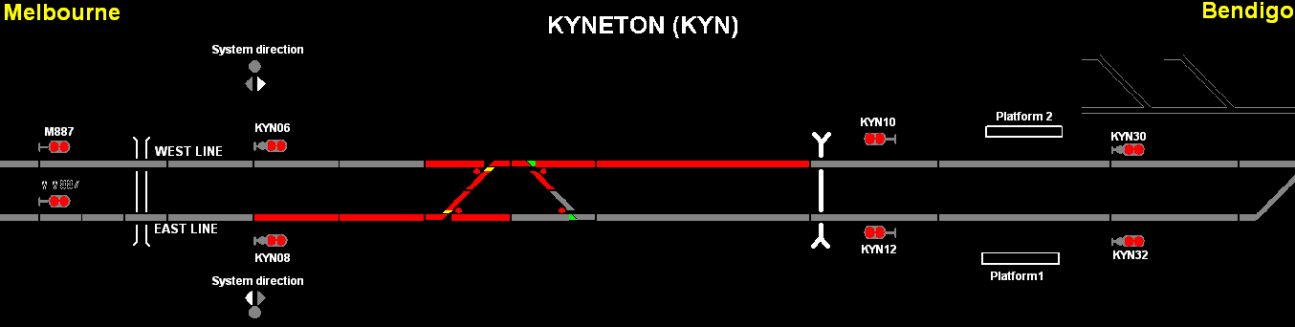 Melbourne
Bendigo
KYNETON (KYN)
System direction
Platform 2
KYN10
M887
KYN06
KYN30
WEST LINE
EAST LINE
KYN08
KYN12
KYN32
System direction
Platform1